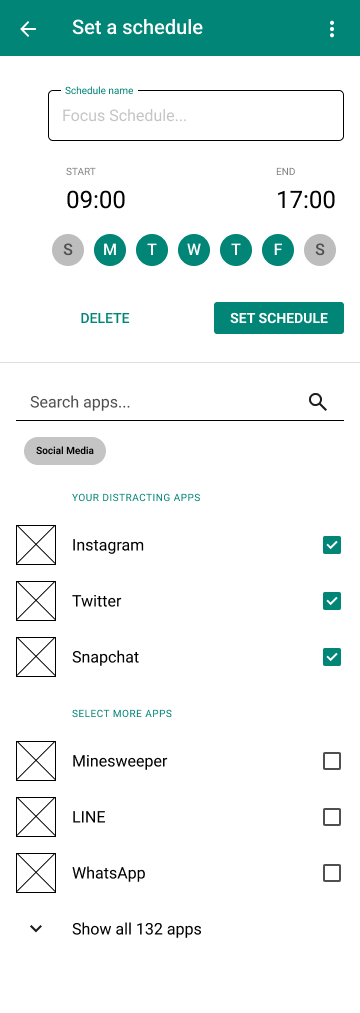 Set a schedule
Schedule name
Focus Schedule...
START END
09:00 17:00
S M T W T F S
DELETE SET SCHEDULE
Search apps...
Social Media
YOUR DISTRACTING APPS
Instagram
Twitter
Snapchat
SELECT MORE APPS
Minesweeper
LINE
WhatsApp
Show all 132 apps